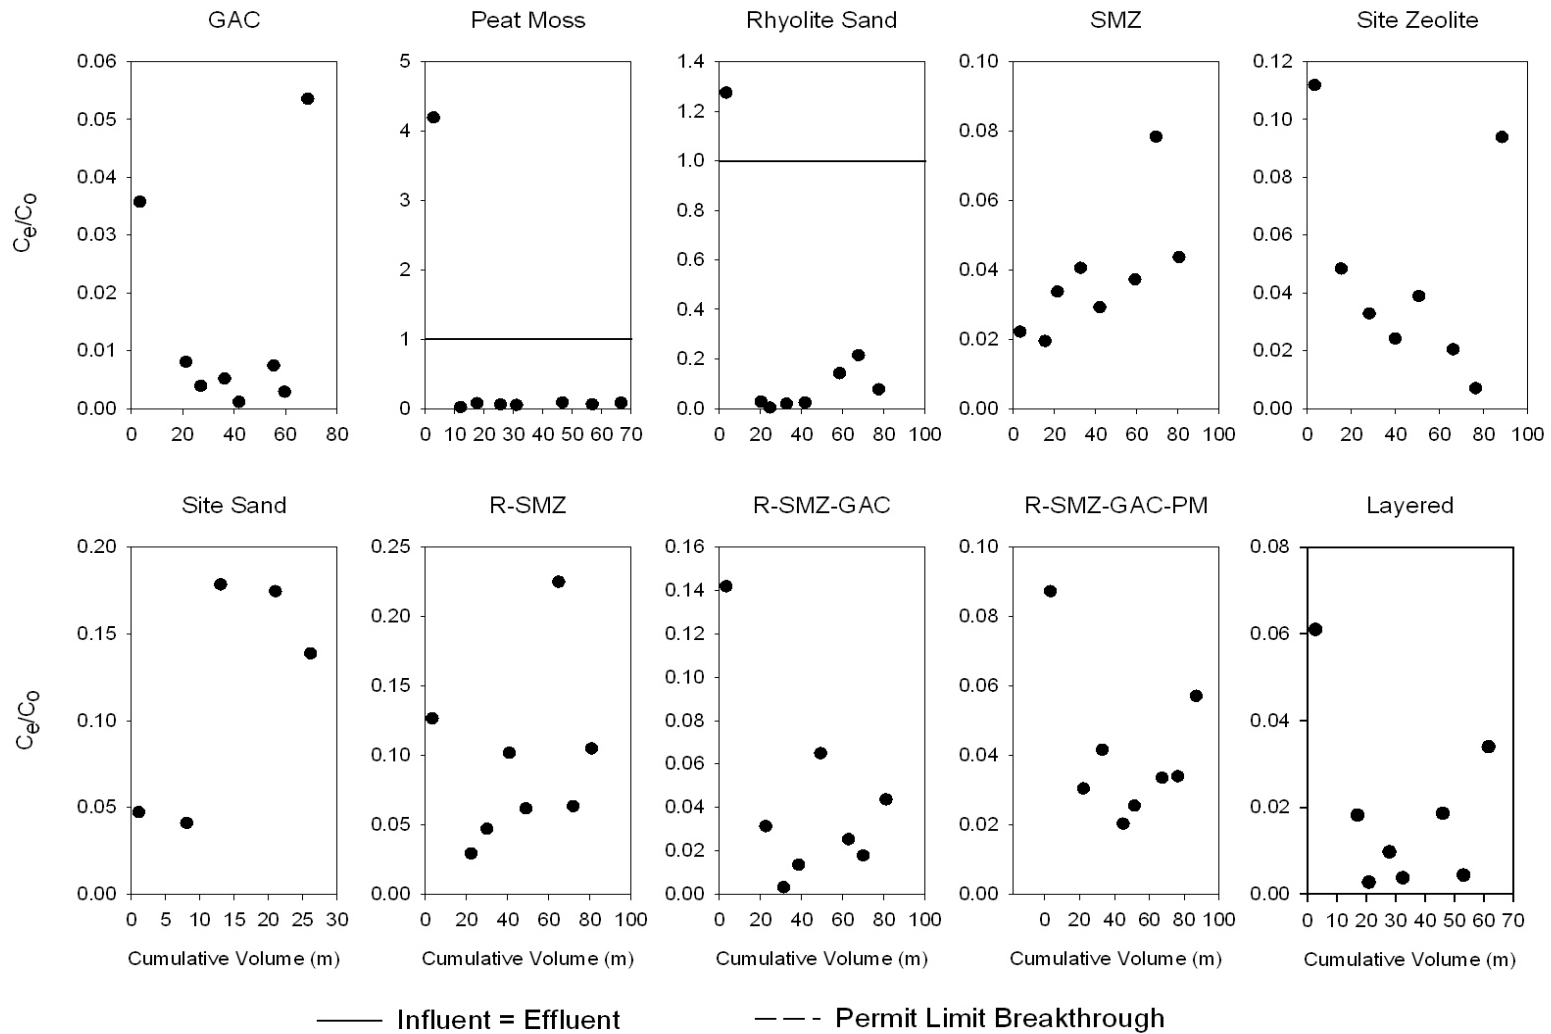 GAC Peat Moss Rhyolite Sand SMZ Site Zeolite
0.06 5 1.4 0.10 0.12
1.2
0.05 4 0.08 0.10
1.0
0.04 0.08
3 0.06
0.8
Ce/Co
0.03 0.06
0.6
2 0.04
0.02 0.04
0.4
1 0.02
0.01 0.2 0.02
0.00 0 0.0 0.00 0.00
0 20 40 60 80 0 10 20 30 40 50 60 70 0 20 40 60 80 100 0 20 40 60 80 100 0 20 40 60 80 100
Site Sand R-SMZ R-SMZ-GAC R-SMZ-GAC-PM Layered
0.20 0.25 0.16 0.10 0.08
0.14
0.20 0.08
0.15 0.12 0.06
0.15 0.10 0.06
Ce/Co
0.10 0.08 0.04
0.10 0.06 0.04
0.05 0.04 0.02
0.05 0.02
0.02
0.00 0.00 0.00 0.00 0.00
0 5 10 15 20 25 30 0 20 40 60 80 100 0 20 40 60 80 100 0 20 40 60 80 100 0 10 20 30 40 50 60 70
Cumulative Volume (m) Cumulative Volume (m) Cumulative Volume (m) Cumulative Volume (m) Cumulative Volume (m)
Influent = Effluent Permit Limit Breakthrough